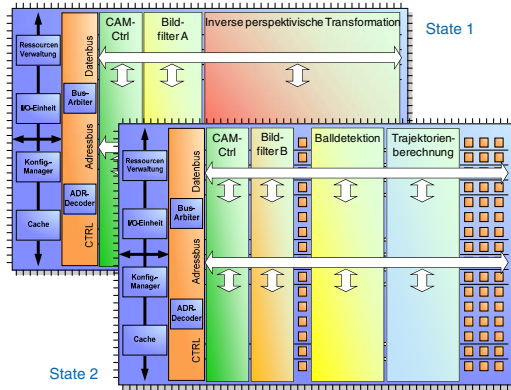 State 1
CAM-
Ctrl
Bild-
filter A
Inverse perspektivische Transformation
Ressourcen
Verwaltung
I/O-Einheit
Konfig.-
Manager
Cache
Bus-
Arbiter
ADR-
Decoder
Datenbus
Adressbus
CTRL
CAM-
Ctrl
Bild-
filter B
Balldetektion
Trajektorien-
berechnung
Ressourcen
Verwaltung
I/O-Einheit
Konfig.-
Manager
Cache
Bus-
Arbiter
ADR-
Decoder
Datenbus
Adressbus
CTRL
State 2